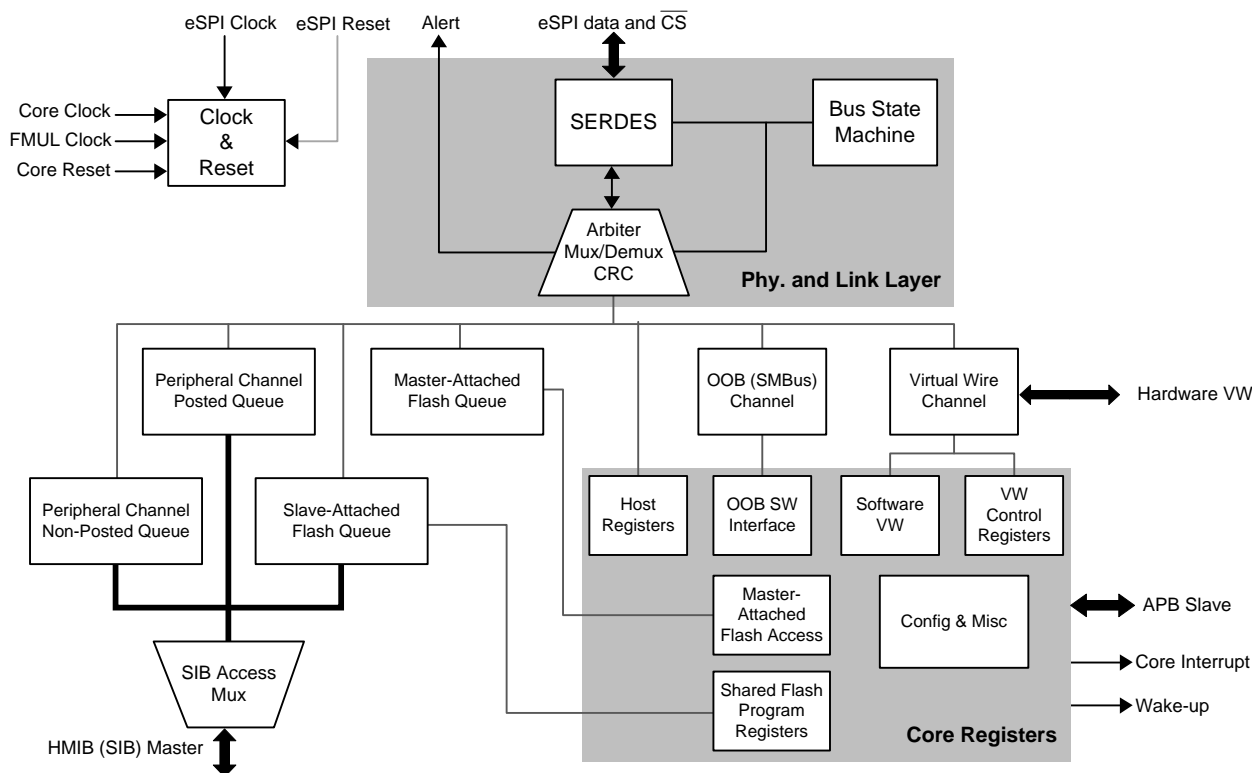 eSPI Clock
eSPI Reset
Alert
eSPI data and CS
Core Clock
FMUL Clock
Core Reset
Clock
&
Reset
SERDES
Bus State
Machine
Arbiter
Mux/Demux
CRC
Phy. and Link Layer
Peripheral Channel
Posted Queue
Master-Attached
Flash Queue
OOB (SMBus)
Channel
Virtual Wire
Channel
Hardware VW
Peripheral Channel
Non-Posted Queue
Slave-Attached
Flash Queue
Host
Registers
OOB SW
Interface
Software
VW
VW
Control
Registers
Master-
Attached
Flash Access
Config & Misc
APB Slave
Core Interrupt
Wake-up
SIB Access
Mux
Shared Flash
Program
Registers
Core Registers
HMIB (SIB) Master